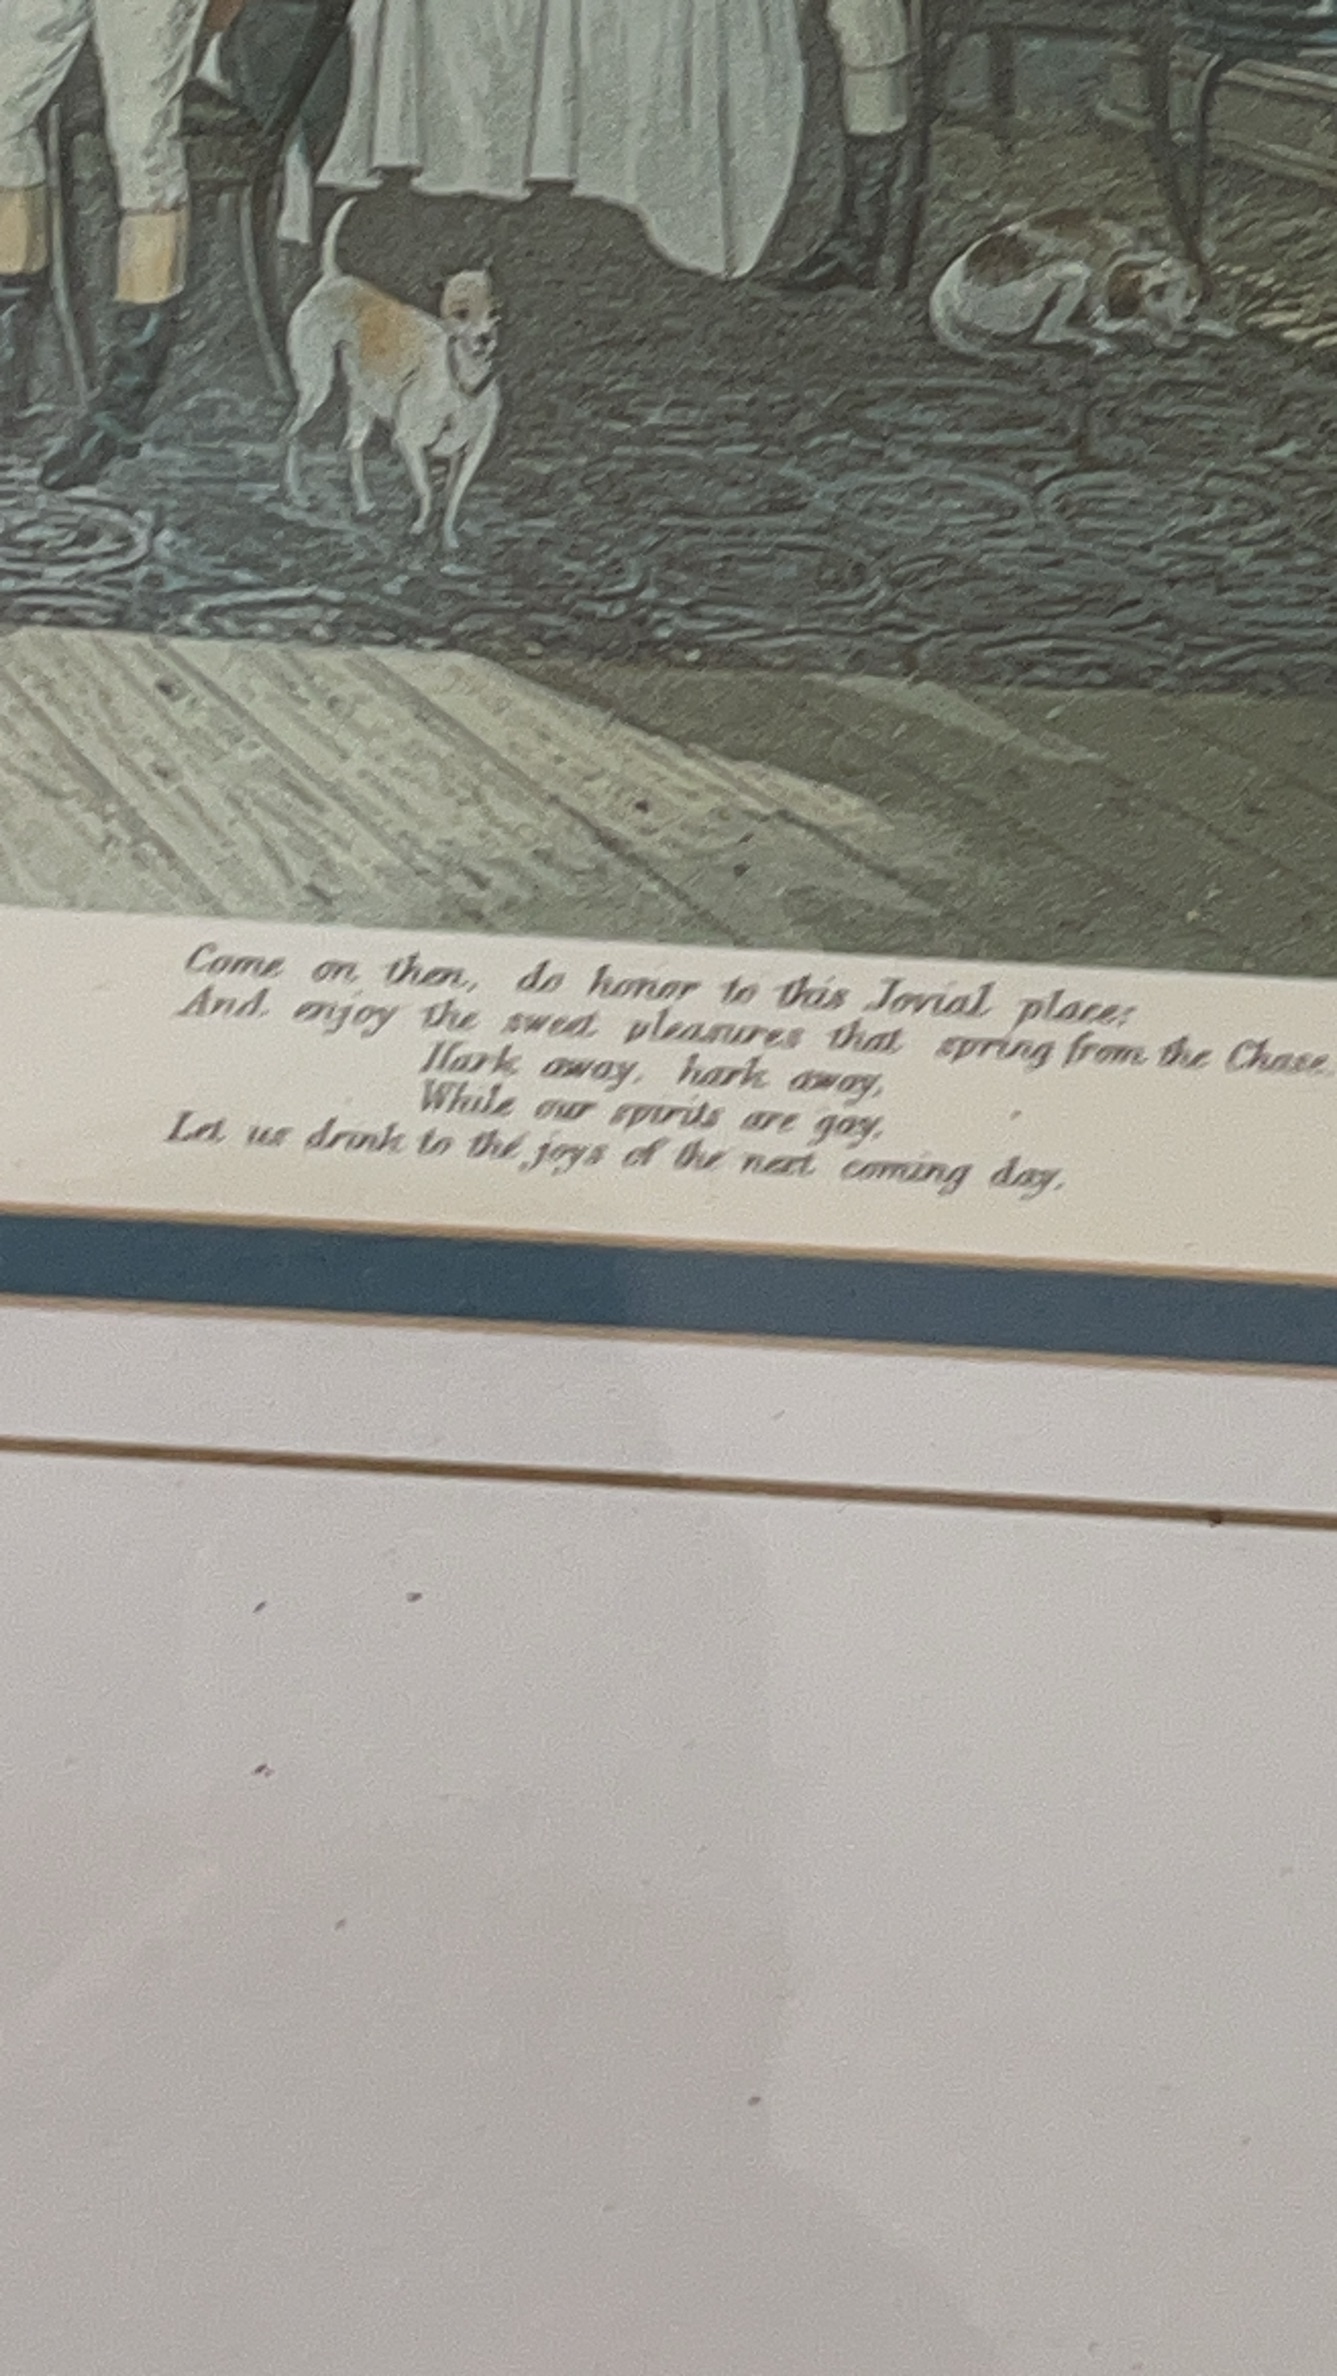 Come on then, do honor to this Jovial place;
And enjoy the sweet pleasures that spring from the Chase.
Hark away, hark away,
While our spirits are gay,
Let us drink to the joys of the next coming day.